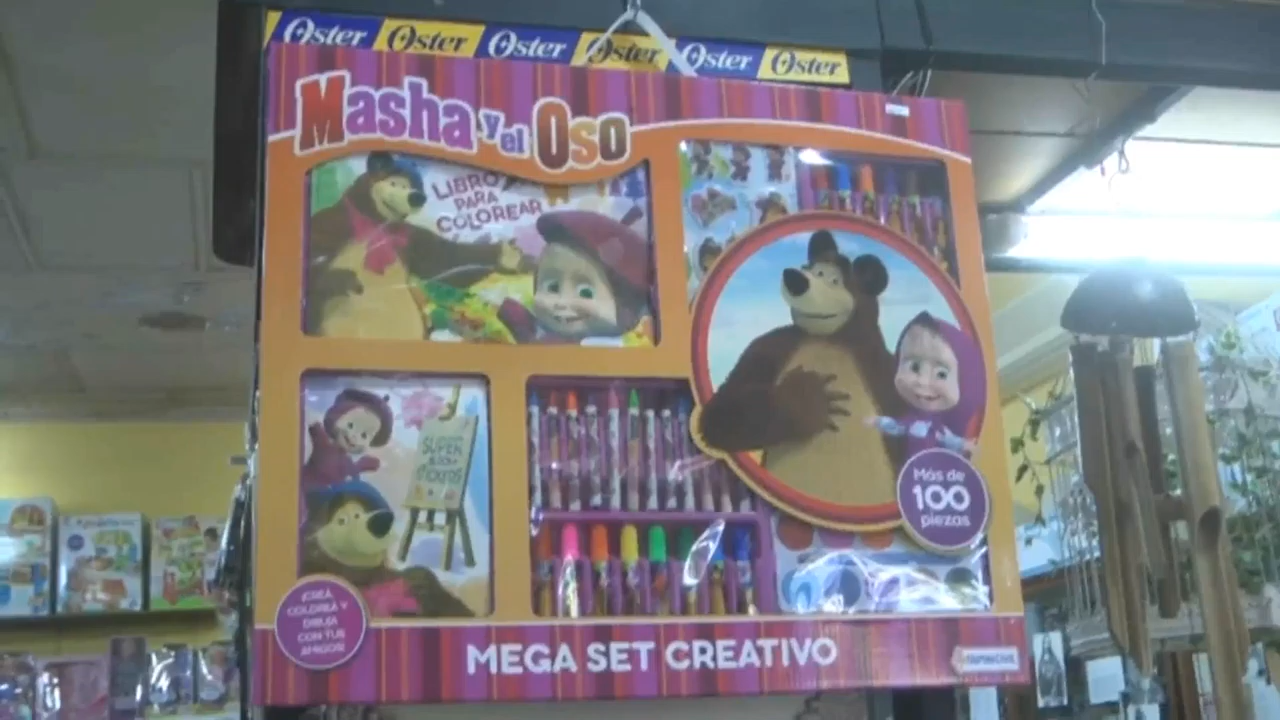 Oster Oster Oster Oster Oster Oster
Masha y el Oso
LIBRO
PARA
COLOREAR
SUPER
Más de
100
piezas
¡CREÁ,
COLOREÁ Y
DIBUJÁ
CON TUS
AMIGOS!
MEGA SET CREATIVO